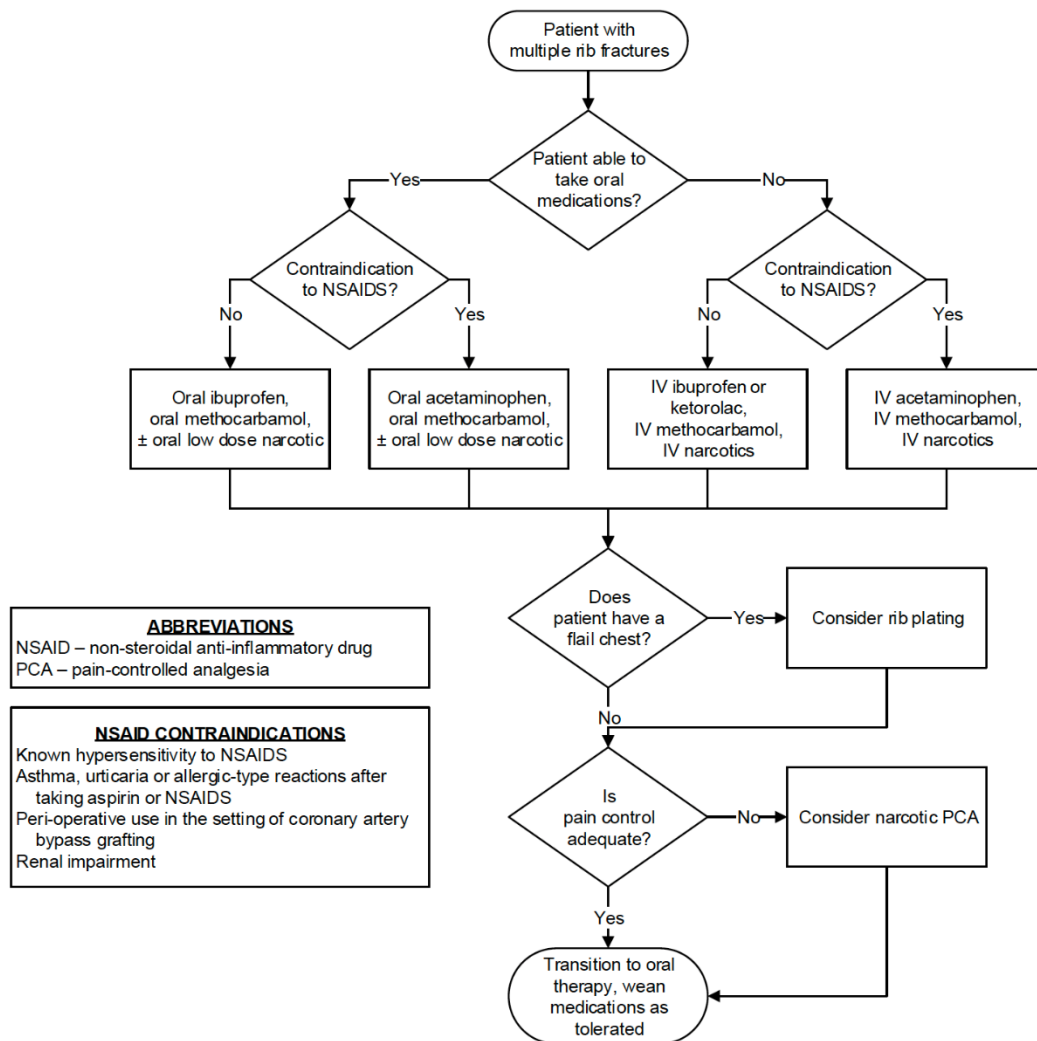 Patient with
multiple rib fractures
Patient able to
take oral
medications?
Yes
No
Contraindication
to NSAIDS?
No
Yes
Contraindication
to NSAIDS?
No
Yes
Oral ibuprofen,
oral methocarbamol,
± oral low dose narcotic
Oral acetaminophen,
oral methocarbamol,
± oral low dose narcotic
IV ibuprofen or
ketorolac,
IV methocarbamol,
IV narcotics
IV acetaminophen,
IV methocarbamol,
IV narcotics
Does
patient have a
flail chest?
Yes
Consider rib plating
No
ABBREVIATIONS
NSAID – non-steroidal anti-inflammatory drug
PCA – pain-controlled analgesia
NSAID CONTRAINDICATIONS
Known hypersensitivity to NSAIDS
Asthma, urticaria or allergic-type reactions after
taking aspirin or NSAIDS
Peri-operative use in the setting of coronary artery
bypass grafting
Renal impairment
Is
pain control
adequate?
No
Consider narcotic PCA
Yes
Transition to oral
therapy, wean
medications as
tolerated